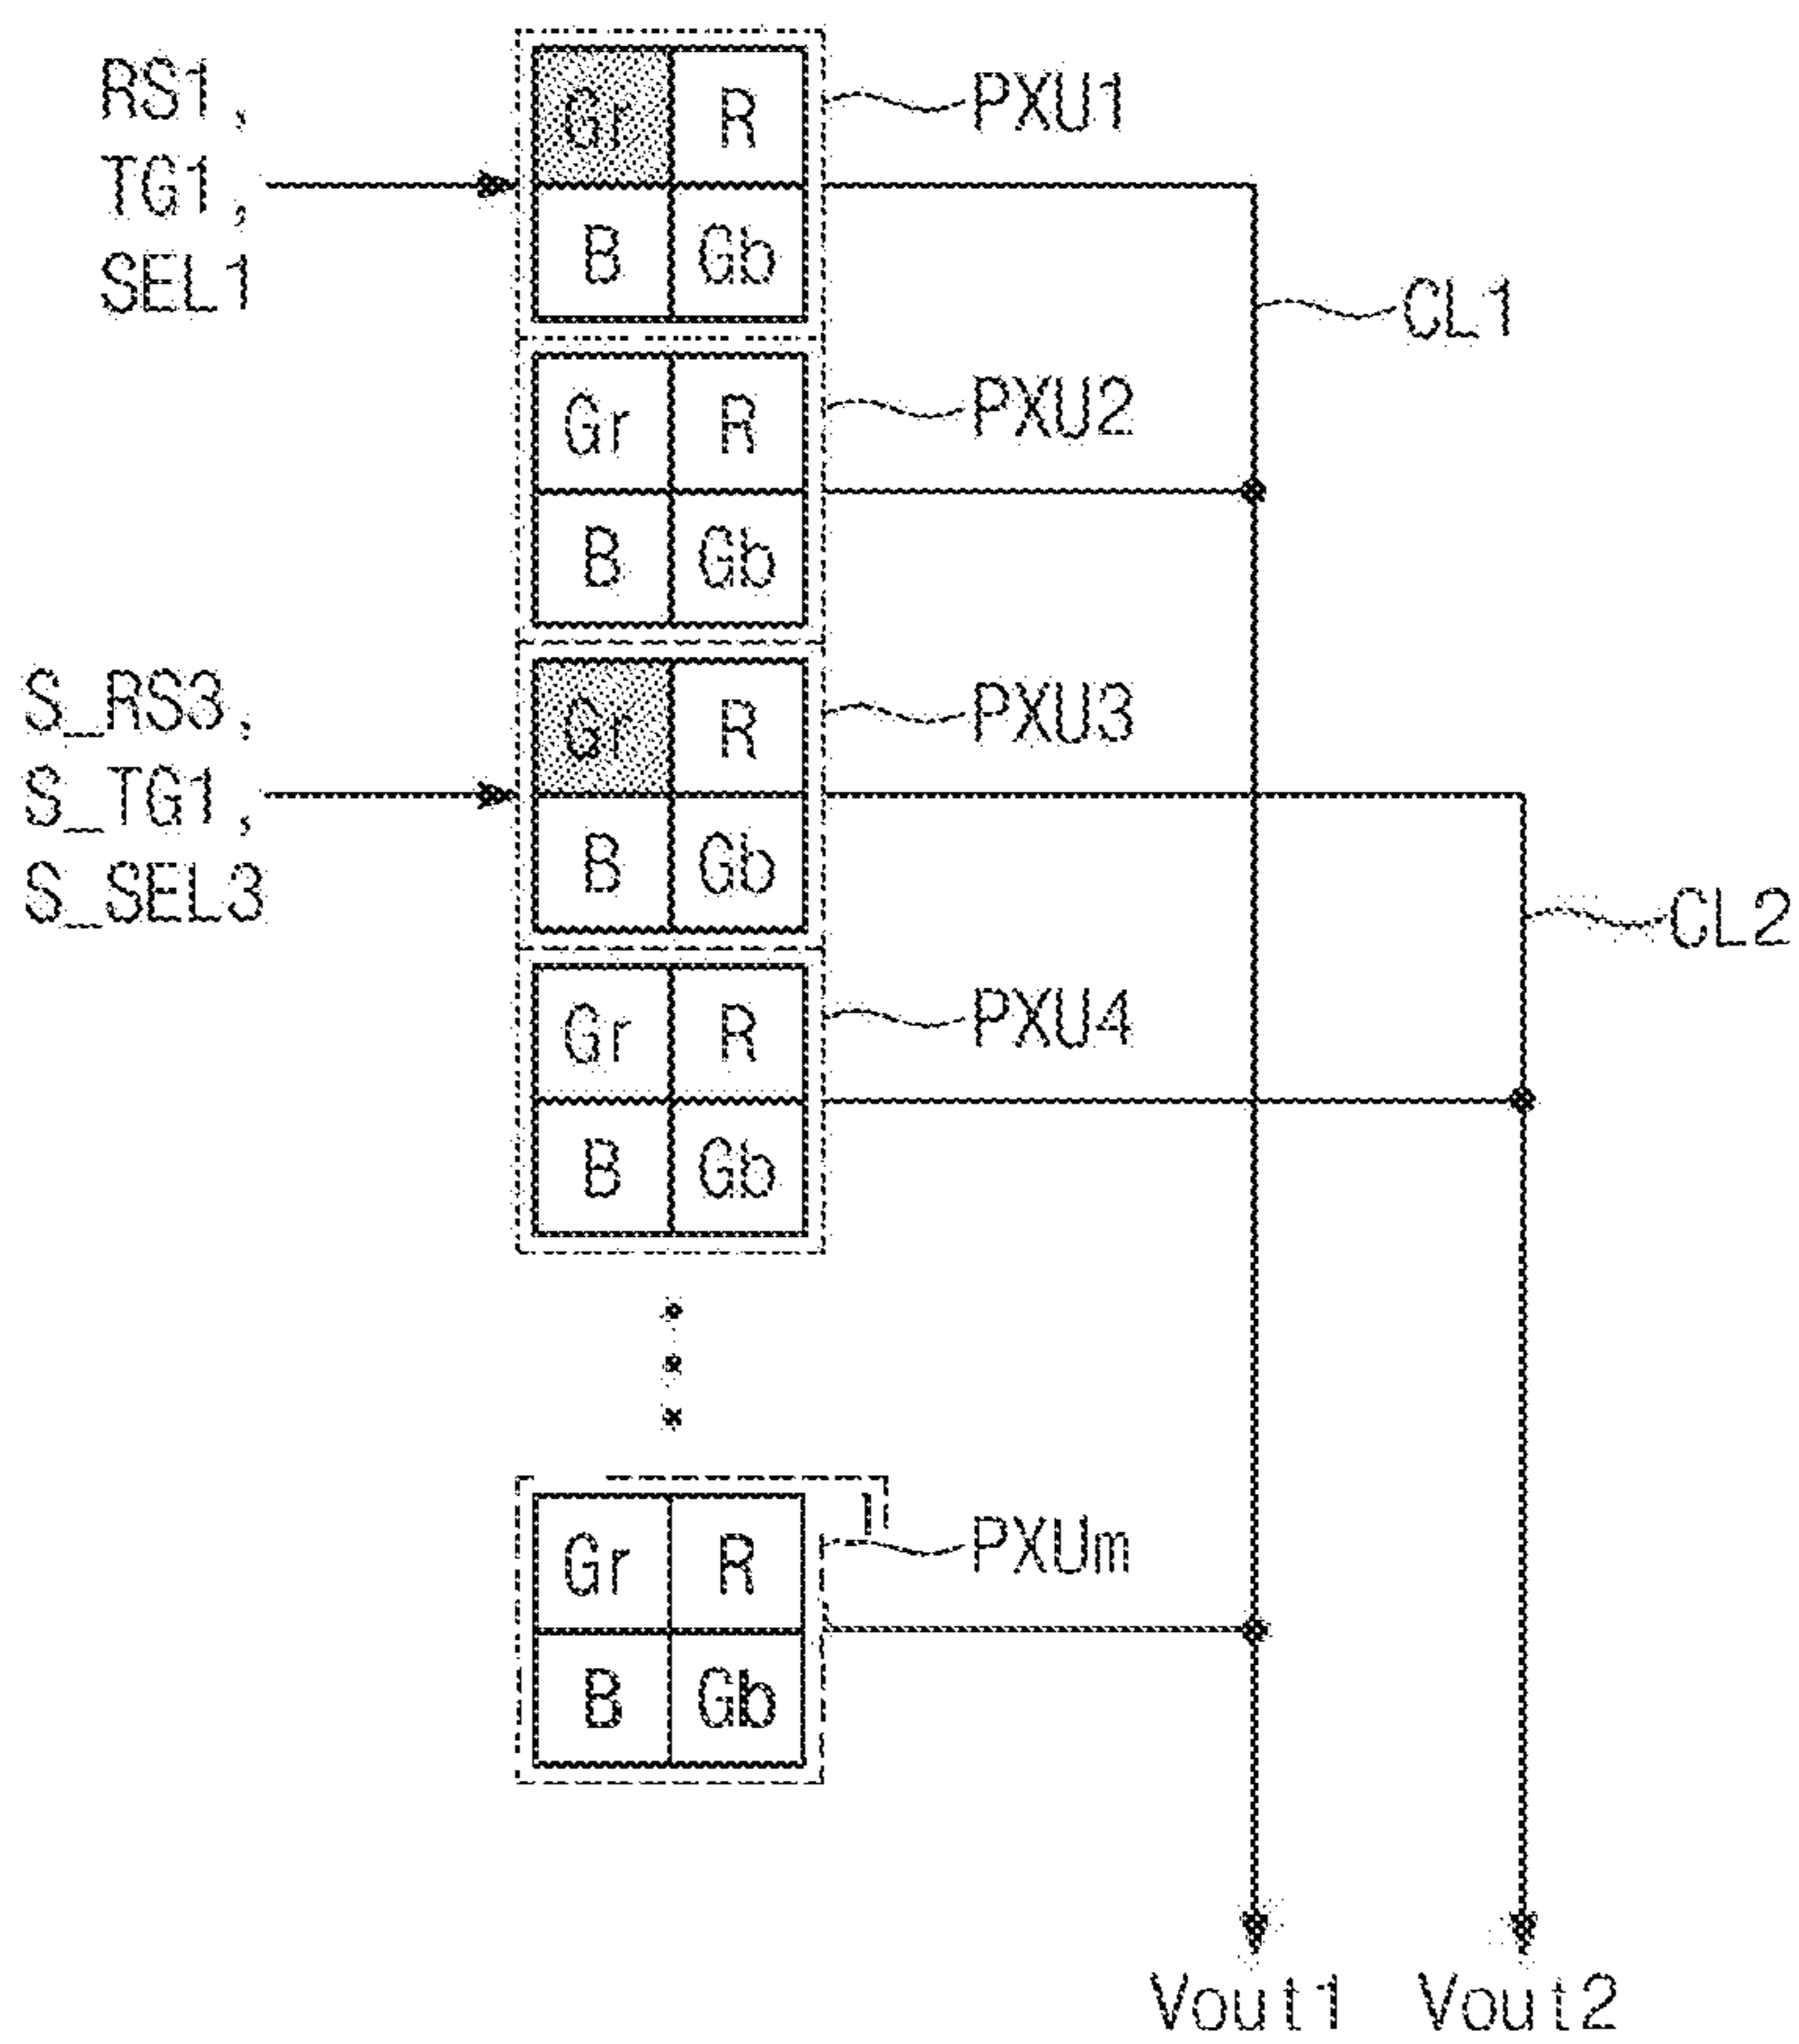 RS1,
TG1,
SEL1
Gr R
B Gb
PXU1
CL1
Gr R
B Gb
PXU2
S_RS3,
S_TG1,
S_SEL3
Gr R
B Gb
PXU3
CL2
Gr R
B Gb
PXU4
Gr R
B Gb
PXUm
Vout1 Vout2